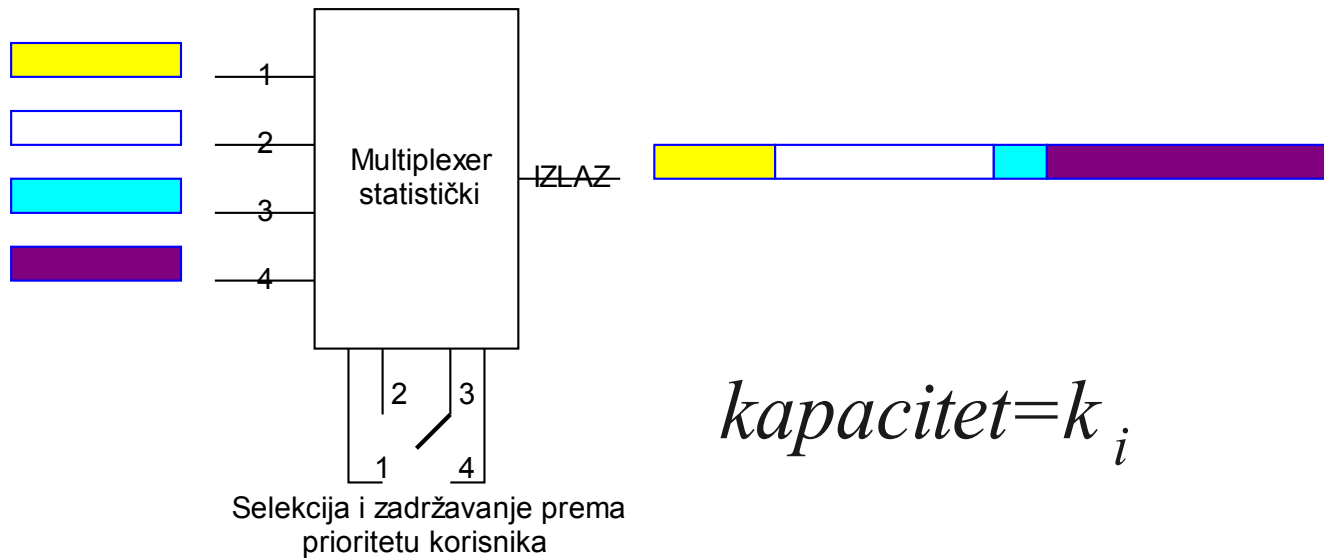 1
2
3
4
Multiplexer
statistički
IZLAZ
2
3
1
4
Selekcija i zadržavanje prema
prioritetu korisnika
kapacitet=k i